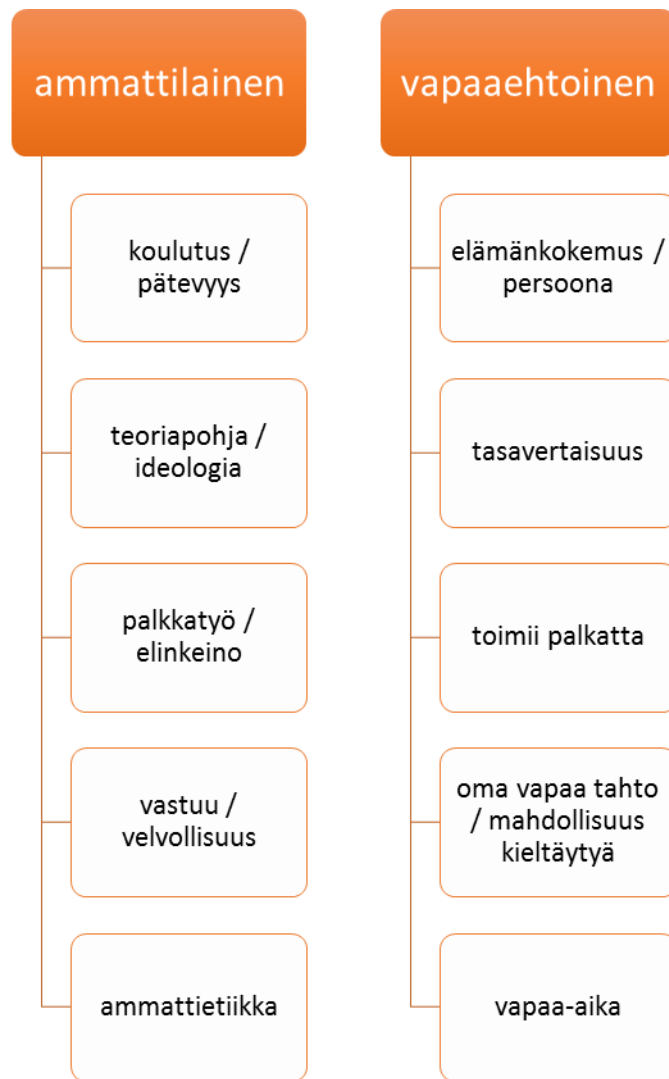 ammattilainen
koulutus /
pätevyys
teoriapohja /
ideologia
palkkatyö /
elinkeino
vastuu /
velvollisuus
ammattietiikka
vapaaehtoinen
elämänkokemus /
persoona
tasavertaisuus
toimii palkatta
oma vapaa tahto
/ mahdollisuus
kieltäytyä
vapaa-aika